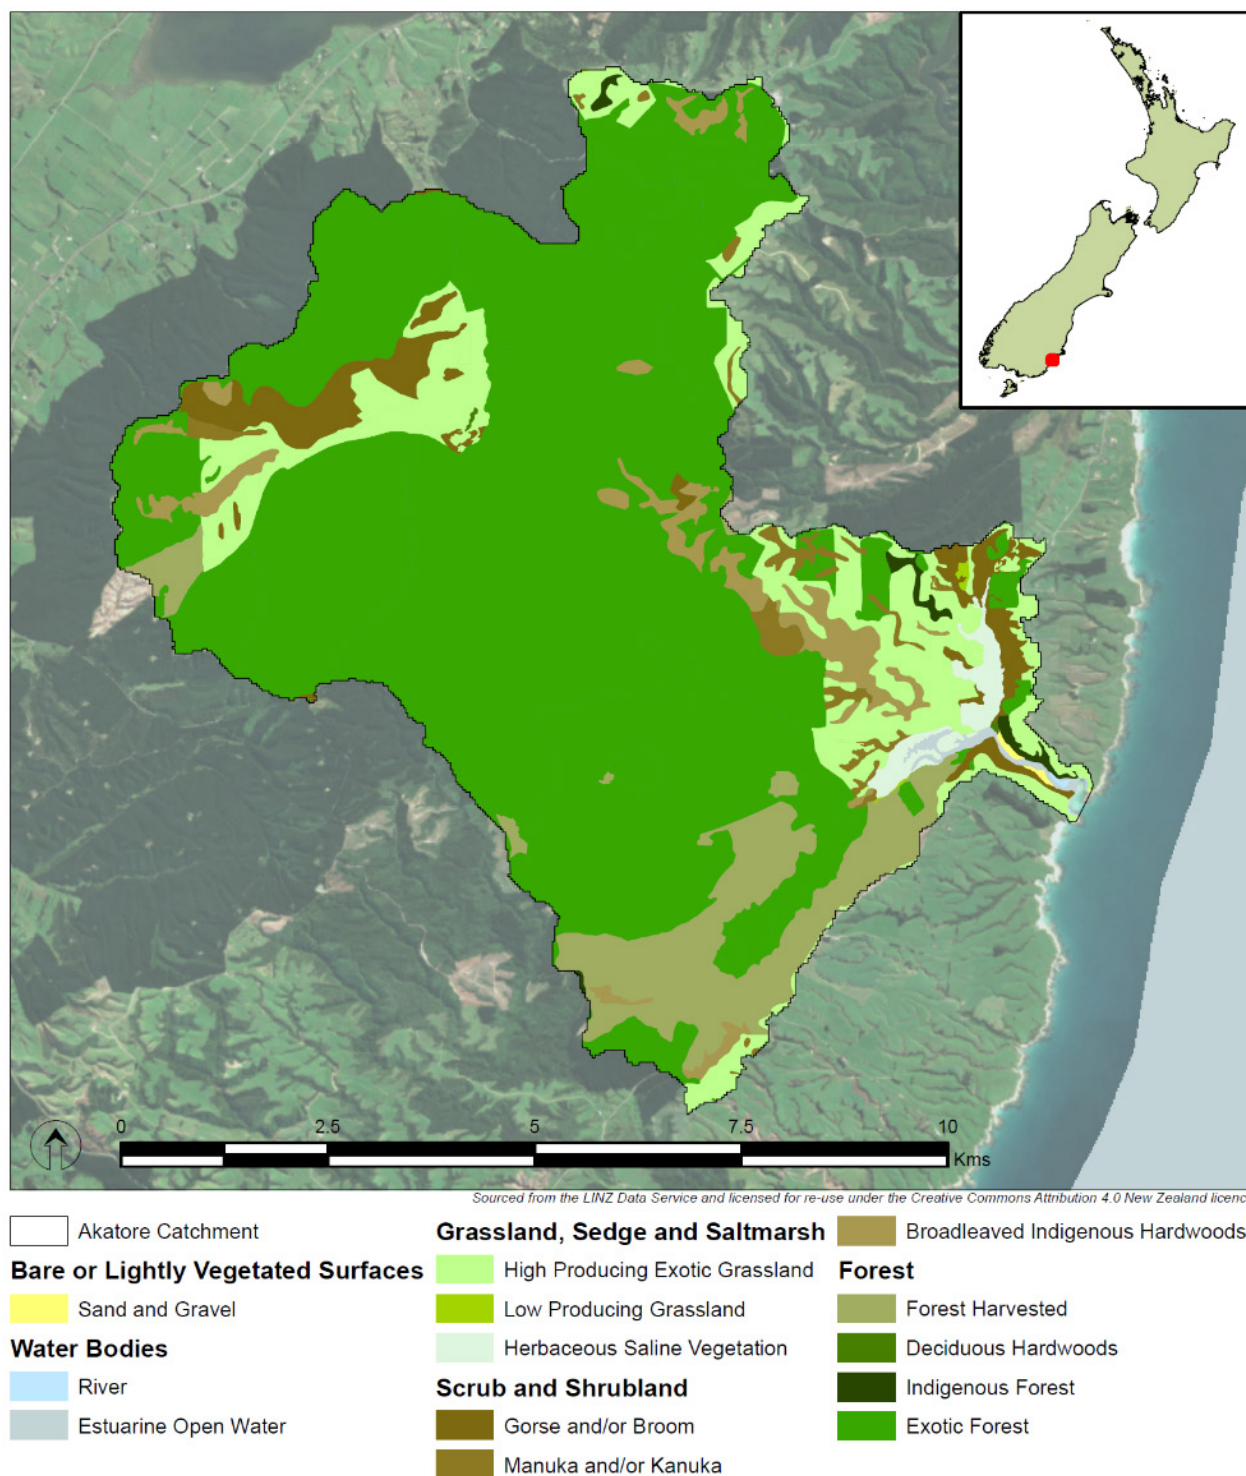 0 2.5 5 7.5 10
Kms
Sourced from the LINZ Data Service and licensed for re-use under the Creative Commons Attribution 4.0 New Zealand licenc
Akatore Catchment
Bare or Lightly Vegetated Surfaces
Sand and Gravel
Water Bodies
River
Estuarine Open Water
Grassland, Sedge and Saltmarsh
High Producing Exotic Grassland
Low Producing Grassland
Herbaceous Saline Vegetation
Scrub and Shrubland
Gorse and/or Broom
Manuka and/or Kanuka
Broadleaved Indigenous Hardwoods
Forest
Forest Harvested
Deciduous Hardwoods
Indigenous Forest
Exotic Forest